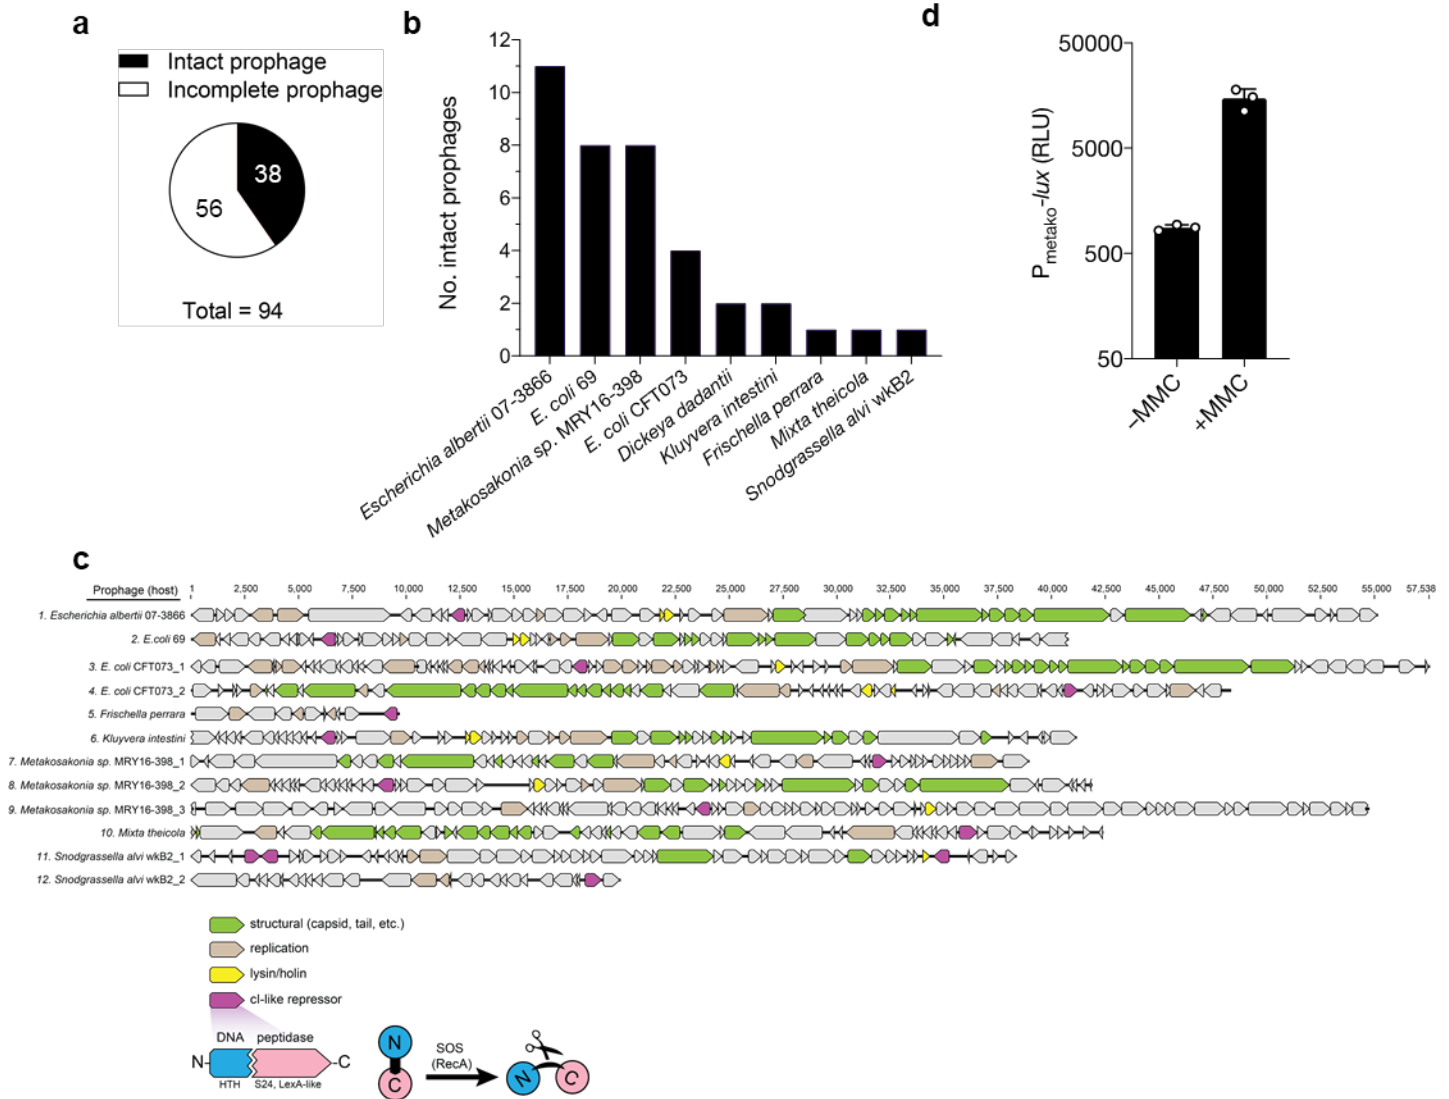 a
Intact prophage
Incomplete prophage
38
56
Total = 94
b
No. intact prophages
12
10
8
6
4
2
0
Escherichia albertii 07-3866
E. coli 69
Metakosakonia sp. MRY16-398
E. coli CFT073
Dickeya dadantii
Kluyvera intestini
Frischella perrara
Mixta theicola
Snodgrassella alvi wkB2
d
Pmetako-lux (RLU)
50000
5000
500
50
–MMC
+MMC
c
Prophage (host)
1 2,500 5,000 7,500 10,000 12,500 15,000 17,500 20,000 22,500 25,000 27,500 30,000 32,500 35,000 37,500 40,000 42,500 45,000 47,500 50,000 52,500 55,000 57,538
1. Escherichia albertii 07-3866
2. E.coli 69
3. E. coli CFT073_1
4. E. coli CFT073_2
5. Frischella perrara
6. Kluyvera intestini
7. Metakosakonia sp. MRY16-398_1
8. Metakosakonia sp. MRY16-398_2
9. Metakosakonia sp. MRY16-398_3
10. Mixta theicola
11. Snodgrassella alvi wkB2_1
12. Snodgrassella alvi wkB2_2
structural (capsid, tail, etc.)
replication
lysin/holin
cI-like repressor
DNA peptidase
N- -C
HTH S24, LexA-like
N
C
SOS
(RecA)
N
C